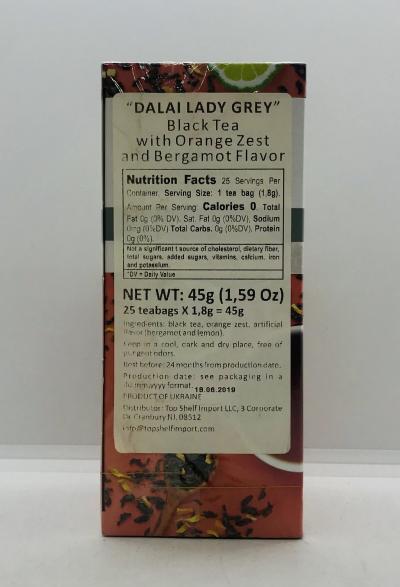 "DALAI LADY GREY"
Black Tea
with Orange Zest
and Bergamot Flavor
Nutrition Facts 25 Servings Per
Container. Serving Size: 1 tea bag (1,8g).
Amount Per Serving: Calories 0. Total
Fat 0g (0% DV), Sat. Fat 0g (0%DV), Sodium
0mg (0%DV) Total Carbs. 0g (0%DV), Protein
0g (0%).
Not a significant source of cholesterol, dietary fiber,
total sugars, added sugars, vitamins, calcium, iron
and potassium.
*DV = Daily Value
NET WT: 45g (1,59 Oz)
25 teabags X 1,8g = 45g
Ingredients: black tea, orange zest, artificial
flavor (bergamot and lemon).
Keep in a cool, dark and dry place, free of
pungent odors.
Best before: 24 months from production date.
Production date: see packaging in a
dd.mm.yyyy format. 18.06.2019
PRODUCT OF UKRAINE
Distributor: Top Shelf Import LLC, 3 Corporate
Dr. Cranbury NJ, 08512
info@topshelfimport.com